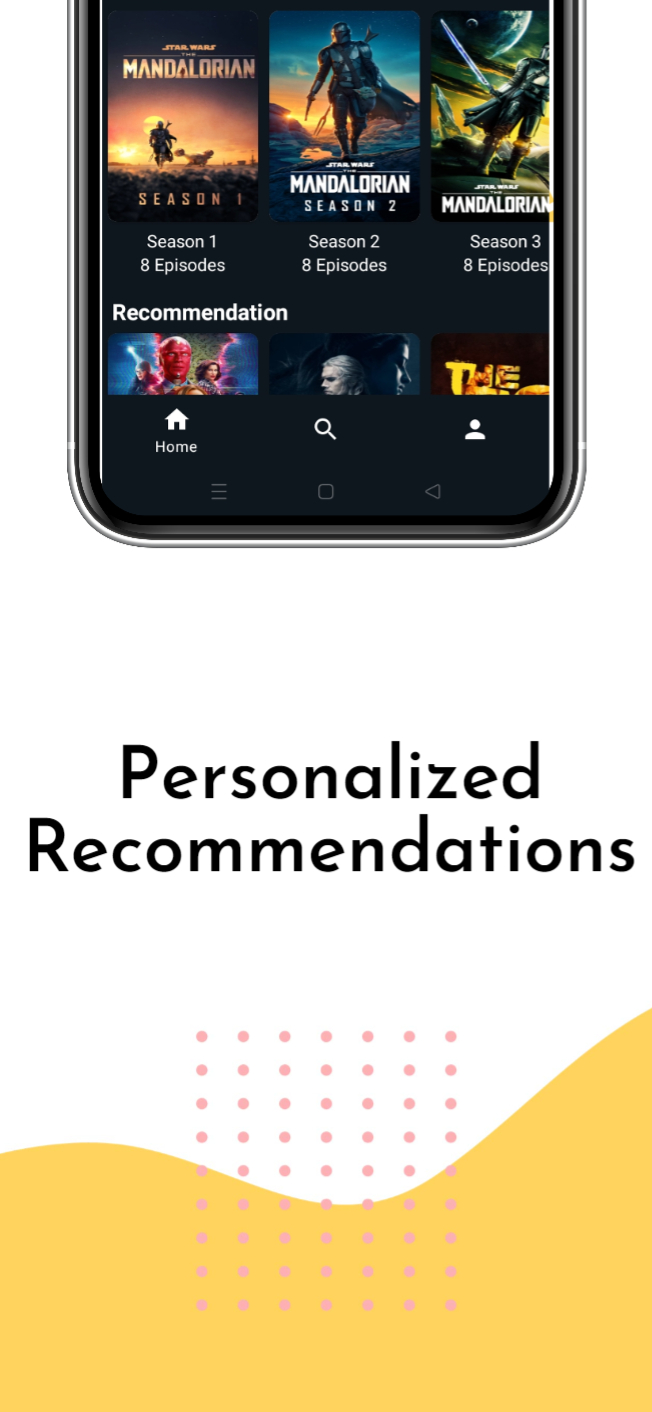 STAR WARS
THE
MANDALORIAN
SEASON 1
STAR WARS
THE
MANDALORIAN
SEASON 2
STAR WARS
THE
MANDALORIAN
Season 1
8 Episodes
Season 2
8 Episodes
Season 3
8 Episodes
Recommendation
THE
Home
Personalized
Recommendations